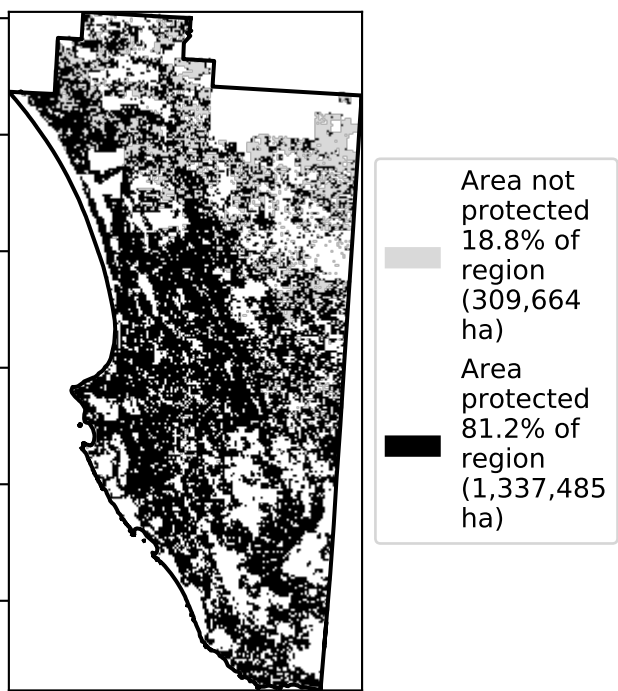 Area not
protected
18.8% of
region
(309,664
ha)
Area
protected
81.2% of
region
(1,337,485
ha)